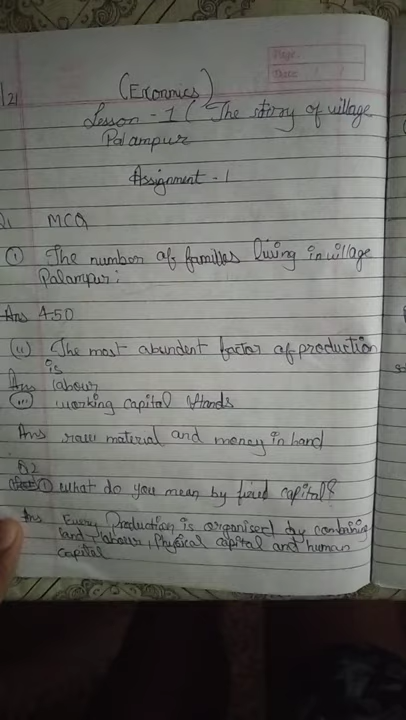 /21
Page:
Date: / /
(Economics)
Lesson - 1 ( The story of village
Palampur
Assignment - 1
Q1 MCQ
(i) The number of families living in village
Palampur:
Ans 450
(ii) The most abundent factor of production
is
Ans labour
(iii) working capital
Ans raw material and money in hand
Q2
(i) What do you mean by fixed capital?
Ans Every Production is organised by combining
land, labour, Physical capital and human
capital